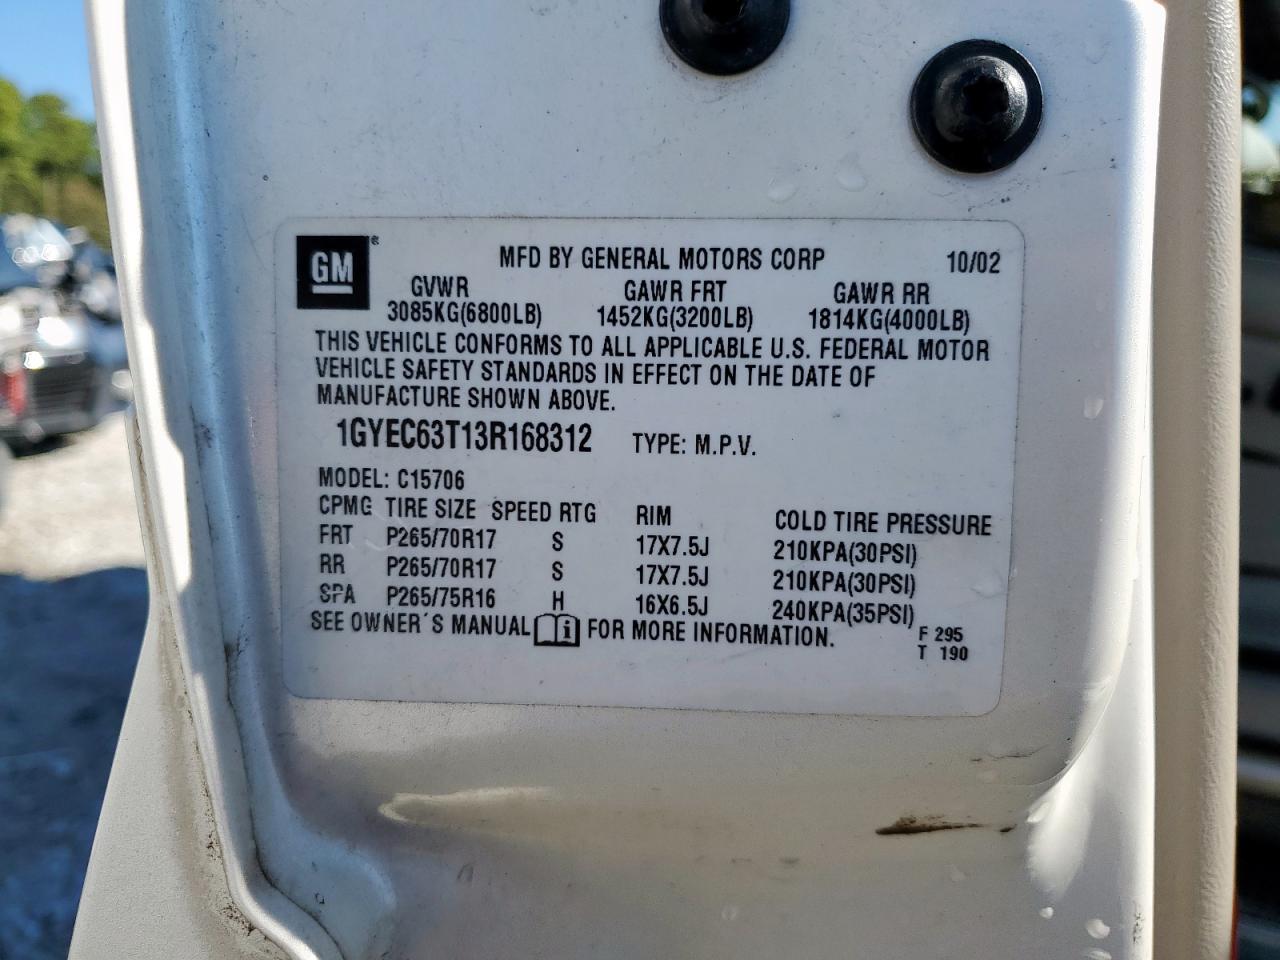 GM®
MFD BY GENERAL MOTORS CORP 10/02
GVWR GAWR FRT GAWR RR
3085KG(6800LB) 1452KG(3200LB) 1814KG(4000LB)
THIS VEHICLE CONFORMS TO ALL APPLICABLE U.S. FEDERAL MOTOR
VEHICLE SAFETY STANDARDS IN EFFECT ON THE DATE OF
MANUFACTURE SHOWN ABOVE.
1GYEC63T13R168312 TYPE: M.P.V.
MODEL: C15706
CPMG TIRE SIZE SPEED RTG RIM COLD TIRE PRESSURE
FRT P265/70R17 S 17X7.5J 210KPA(30PSI)
RR P265/70R17 S 17X7.5J 210KPA(30PSI)
SPA P265/75R16 H 16X6.5J 240KPA(35PSI)
SEE OWNER'S MANUAL i FOR MORE INFORMATION.
F 295
T 190